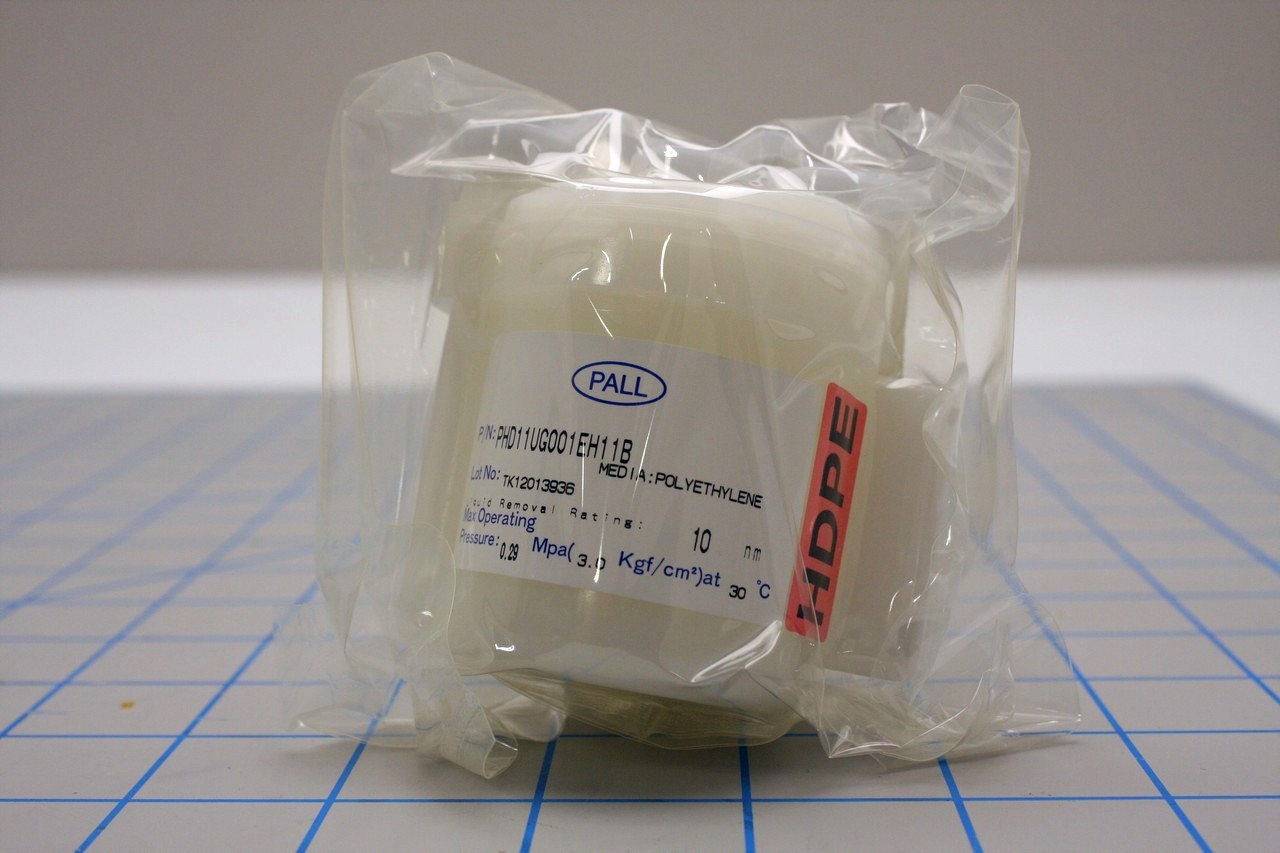 PALL
P/N: PHD11UG001EH11B
MEDIA:POLYETHYLENE
Lot No: TK12013936
Removal Rating: 10 nm
Max Operating
Pressure: 0.29 Mpa( 3.0 Kgf/cm²)at 30 °C
HDPE